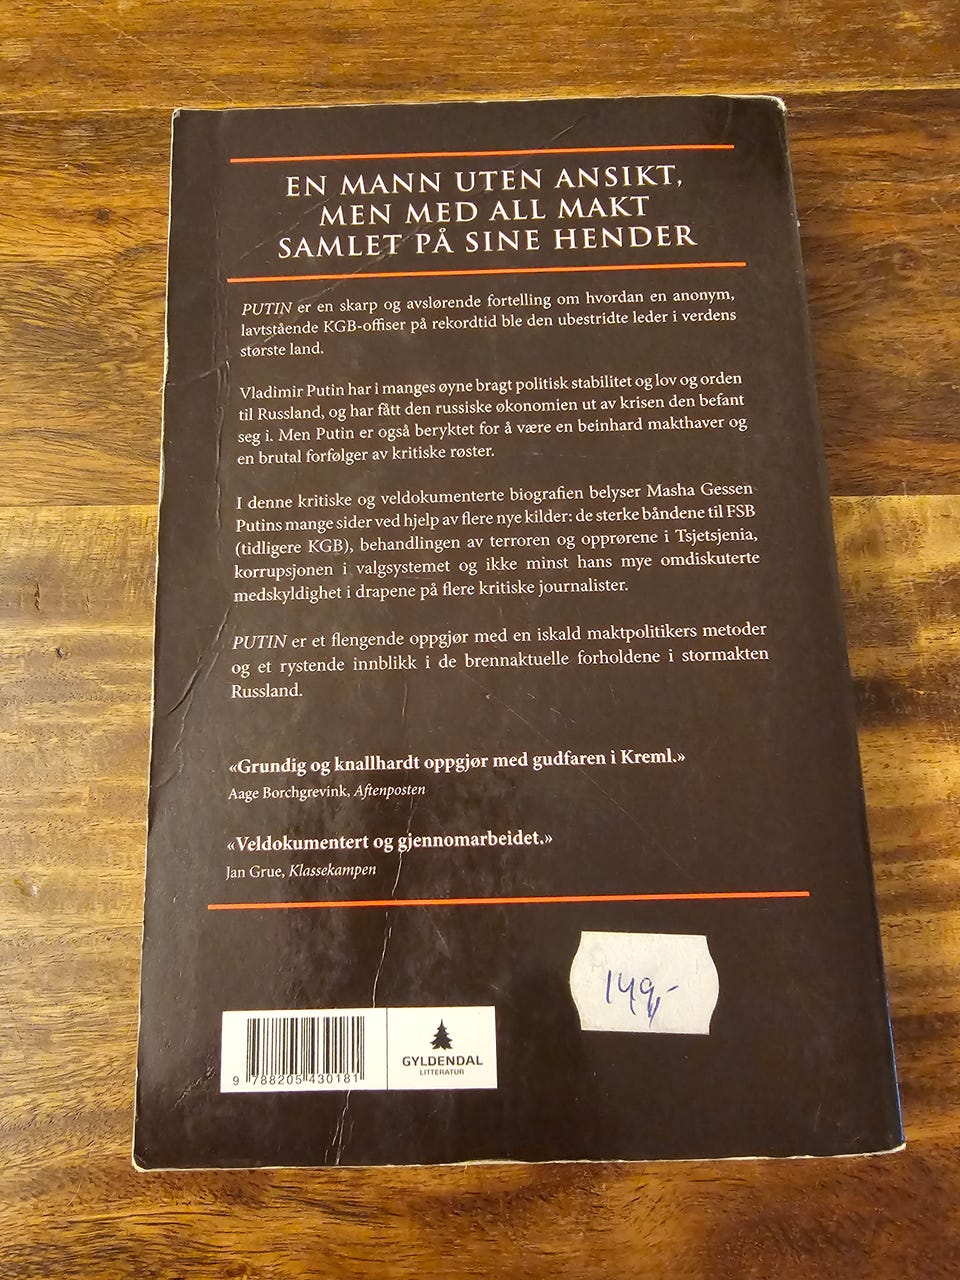 EN MANN UTEN ANSIKT,
MEN MED ALL MAKT
SAMLET PÅ SINE HENDER
PUTIN er en skarp og avslørende fortelling om hvordan en anonym,
lavtstående KGB-offiser på rekordtid ble den ubestridte leder i verdens
største land.
Vladimir Putin har i manges øyne bragt politisk stabilitet og lov og orden
til Russland, og har fått den russiske økonomien ut av krisen den befant
seg i. Men Putin er også beryktet for å være en beinhard makthaver og
en brutal forfølger av kritiske røster.
I denne kritiske og veldokumenterte biografien belyser Masha Gessen
Putins mange sider ved hjelp av flere nye kilder: de sterke båndene til FSB
(tidligere KGB), behandlingen av terroren og opprørene i Tsjetsjenia,
korrupsjonen i valgsystemet og ikke minst hans mye omdiskuterte
medskyldighet i drapene på flere kritiske journalister.
PUTIN er et flengende oppgjør med en iskald maktpolitikers metoder
og et rystende innblikk i de brennaktuelle forholdene i stormakten
Russland.
«Grundig og knallhardt oppgjør med gudfaren i Kreml.»
Aage Borchgrevink, Aftenposten
«Veldokumentert og gjennomarbeidet.»
Jan Grue, Klassekampen
149,-
GYLDENDAL
LITTERATUR
9 788205 430181